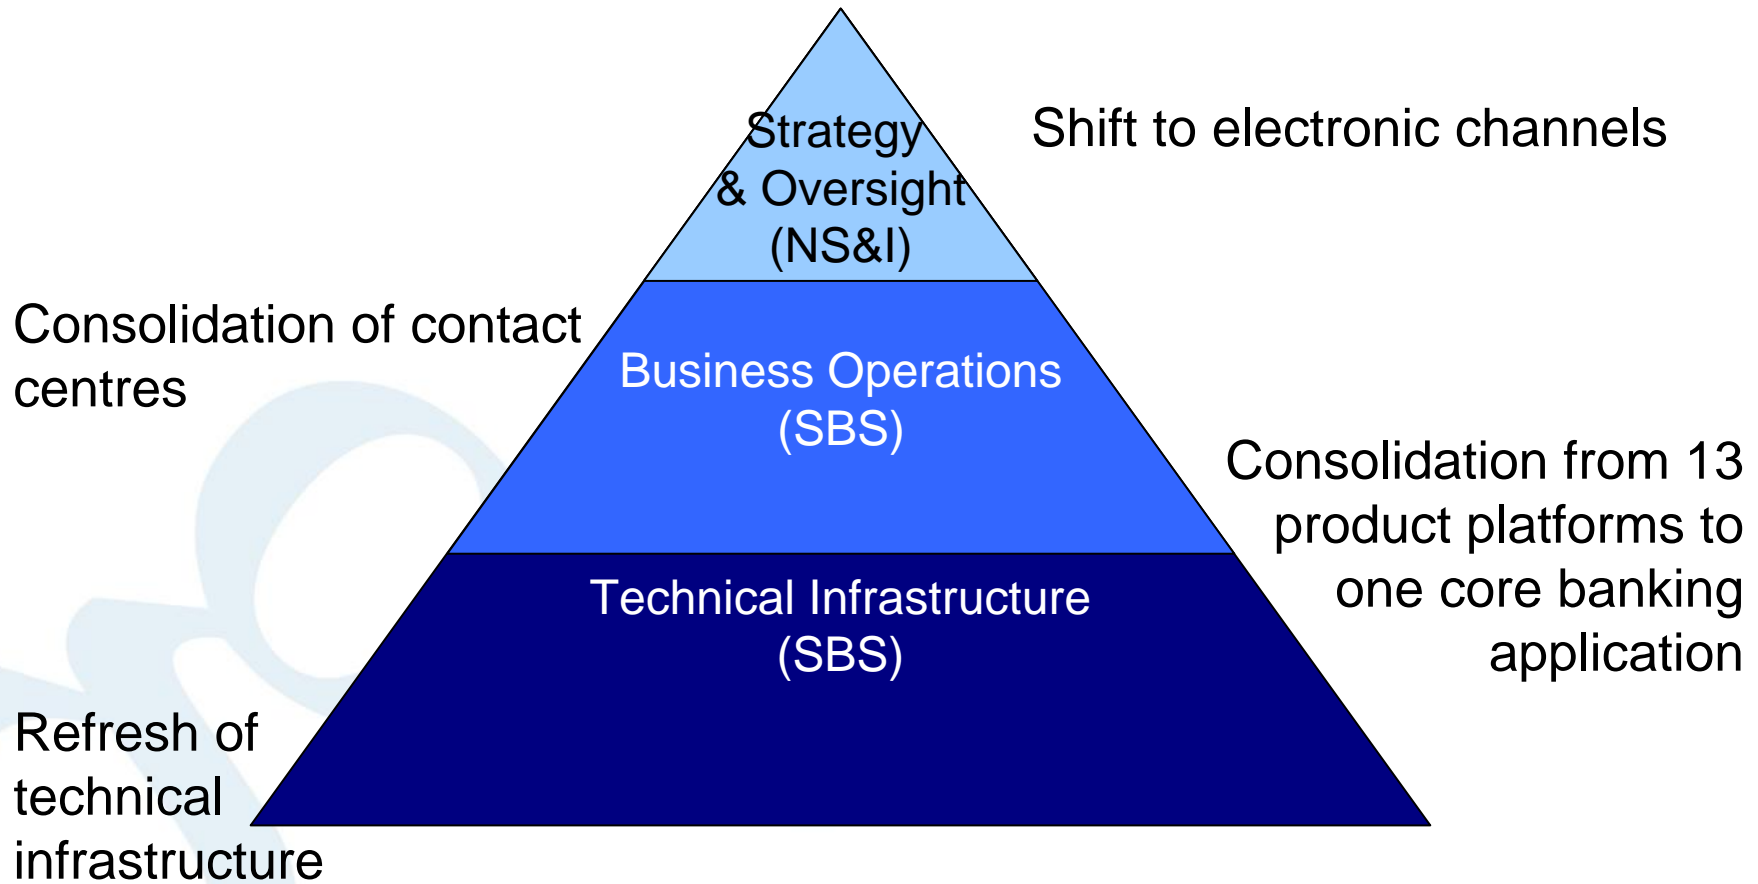 Strategy
& Oversight
(NS&I)
Shift to electronic channels
Consolidation of contact
centres
Business Operations
(SBS)
Consolidation from 13
product platforms to
one core banking
application
Technical Infrastructure
(SBS)
Refresh of
technical
infrastructure